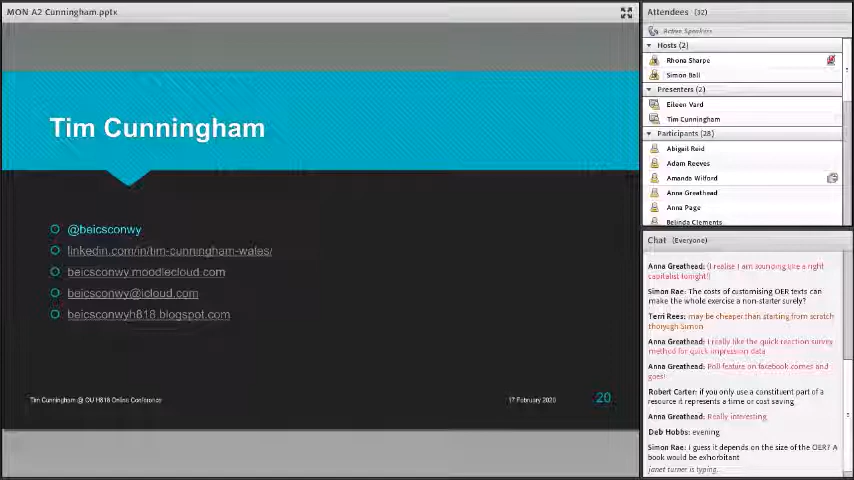 MON A2 Cunningham.pptx
Tim Cunningham
@beicsconwy
linkedin.com/in/tim-cunningham-wales/
beicsconwy.moodlecloud.com
beicsconwy@icloud.com
beicsconwyh818.blogspot.com
Tim Cunningham @ OU H818 Online Conference
17 February 2020
20
Attendees (32)
Active Speakers
Hosts (2)
Rhona Sharpe
Simon Ball
Presenters (2)
Eileen Vard
Tim Cunningham
Participants (28)
Abigail Reid
Adam Reeves
Amanda Wilford
Anna Greathead
Anna Page
Belinda Clements
Chat (Everyone)
Anna Greathead: (I realise I am sounding like a right
capitalist tonight!)
Simon Rae: The costs of customising OER texts can
make the whole exercise a non-starter surely?
Terri Rees: may be cheaper than starting from scratch
thoryugh Simon
Anna Greathead: I really like the quick reaction survey
method for quick impression data
Anna Greathead: Poll feature on facebook comes and
goes!
Robert Carter: if you only use a constituent part of a
resource it represents a time or cost saving
Anna Greathead: Really interesting
Deb Hobbs: evening
Simon Rae: I guess it depends on the size of the OER? A
book would be exhorbitant
janet turner is typing...